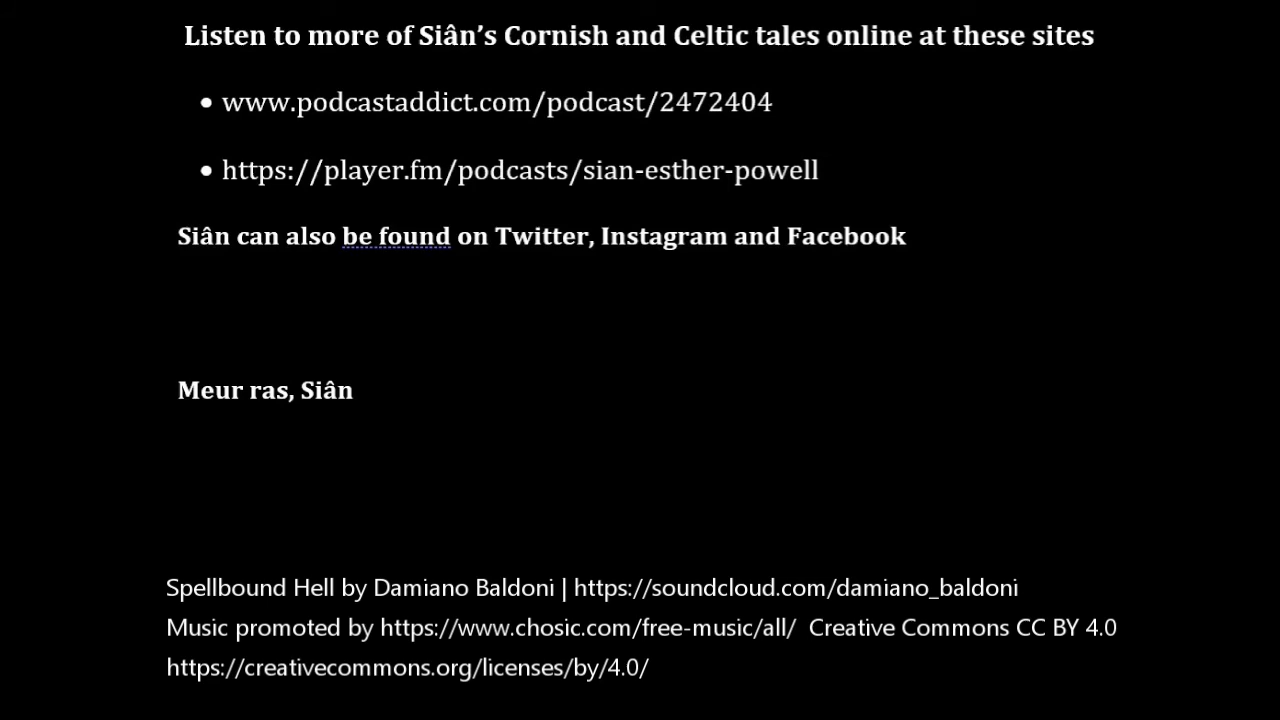 Listen to more of Siân’s Cornish and Celtic tales online at these sites
• www.podcastaddict.com/podcast/2472404
• https://player.fm/podcasts/sian-esther-powell
Siân can also be found on Twitter, Instagram and Facebook
Meur ras, Siân
Spellbound Hell by Damiano Baldoni | https://soundcloud.com/damiano_baldoni
Music promoted by https://www.chosic.com/free-music/all/  Creative Commons CC BY 4.0
https://creativecommons.org/licenses/by/4.0/